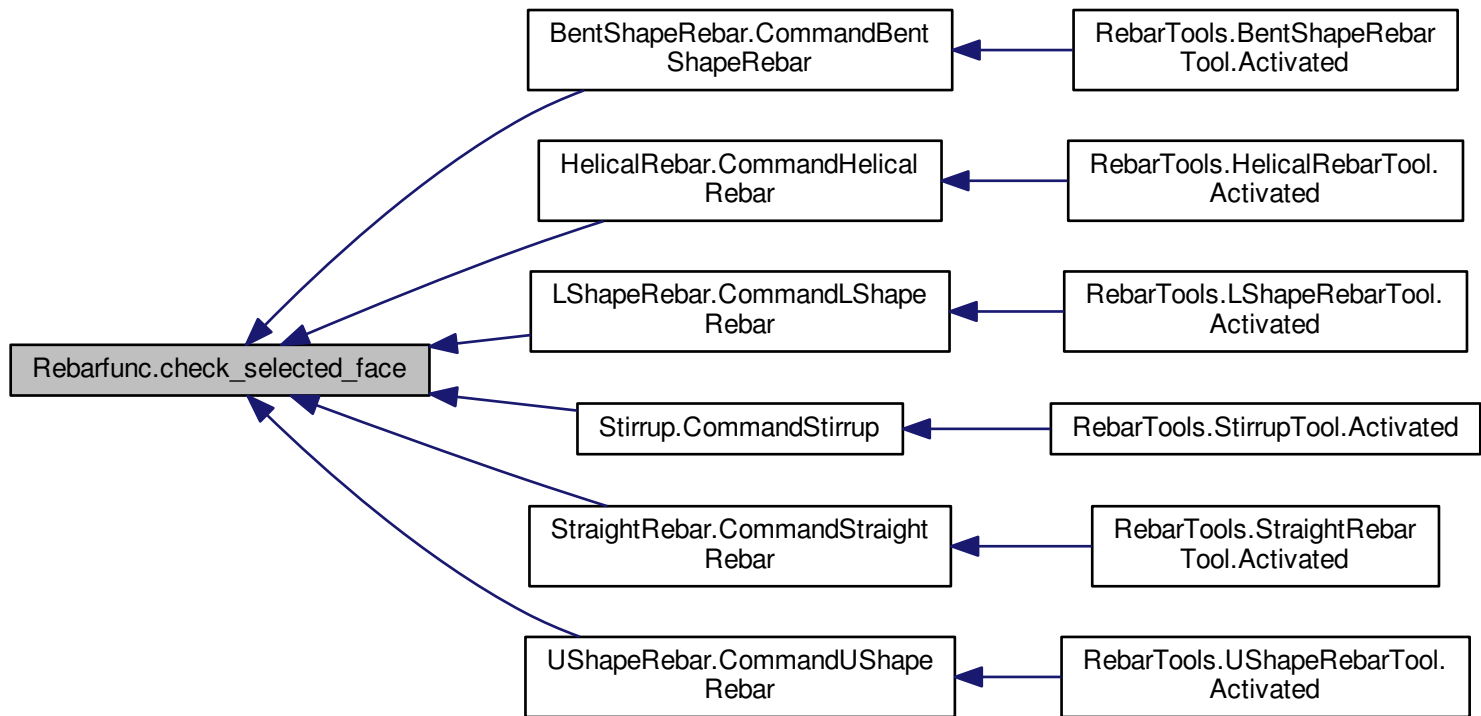 BentShapeRebar.CommandBent
ShapeRebar
RebarTools.BentShapeRebar
Tool.Activated
HelicalRebar.CommandHelical
Rebar
RebarTools.HelicalRebarTool.
Activated
LShapeRebar.CommandLShape
Rebar
RebarTools.LShapeRebarTool.
Activated
Rebarfunc.check_selected_face
Stirrup.CommandStirrup
RebarTools.StirrupTool.Activated
StraightRebar.CommandStraight
Rebar
RebarTools.StraightRebar
Tool.Activated
UShapeRebar.CommandUShape
Rebar
RebarTools.UShapeRebarTool.
Activated